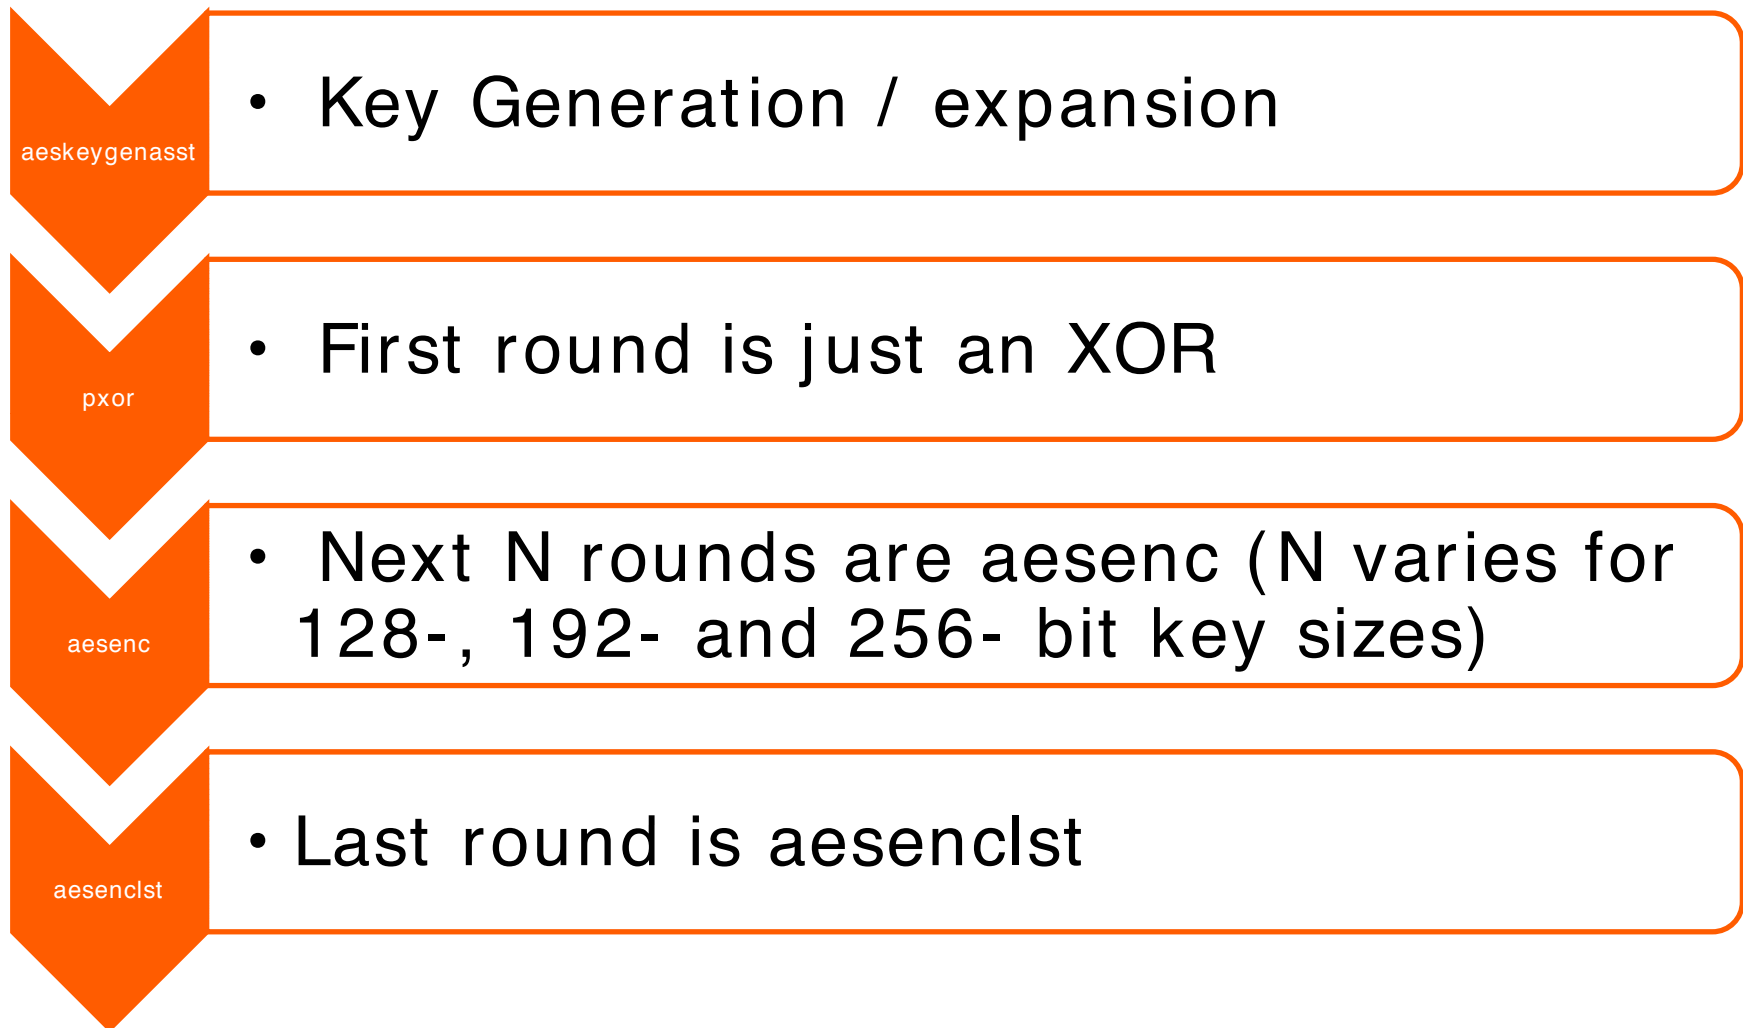 aeskeygenasst
• Key Generation / expansion
pxor
• First round is just an XOR
aesenc
• Next N rounds are aesenc (N varies for
128-, 192- and 256- bit key sizes)
aesenclst
• Last round is aesenclst